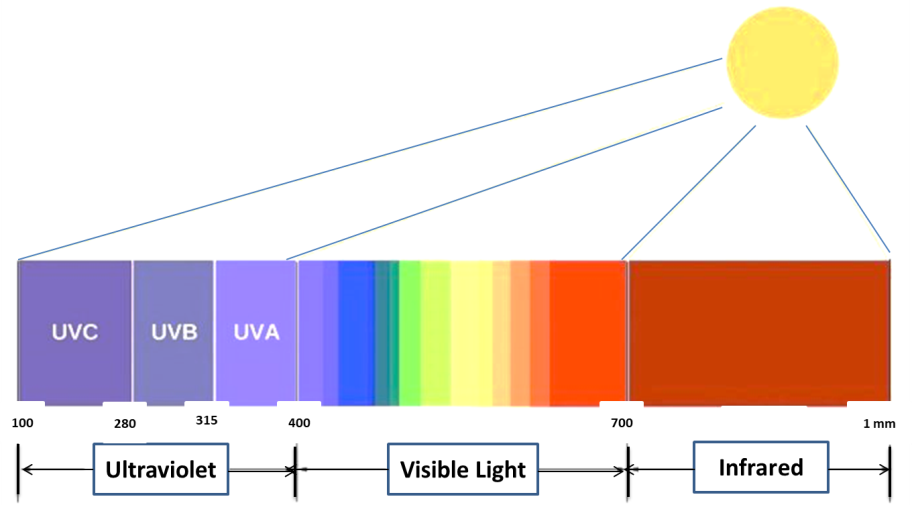 UVC UVB UVA
100 280 315 400 700 1 mm
Ultraviolet Visible Light Infrared